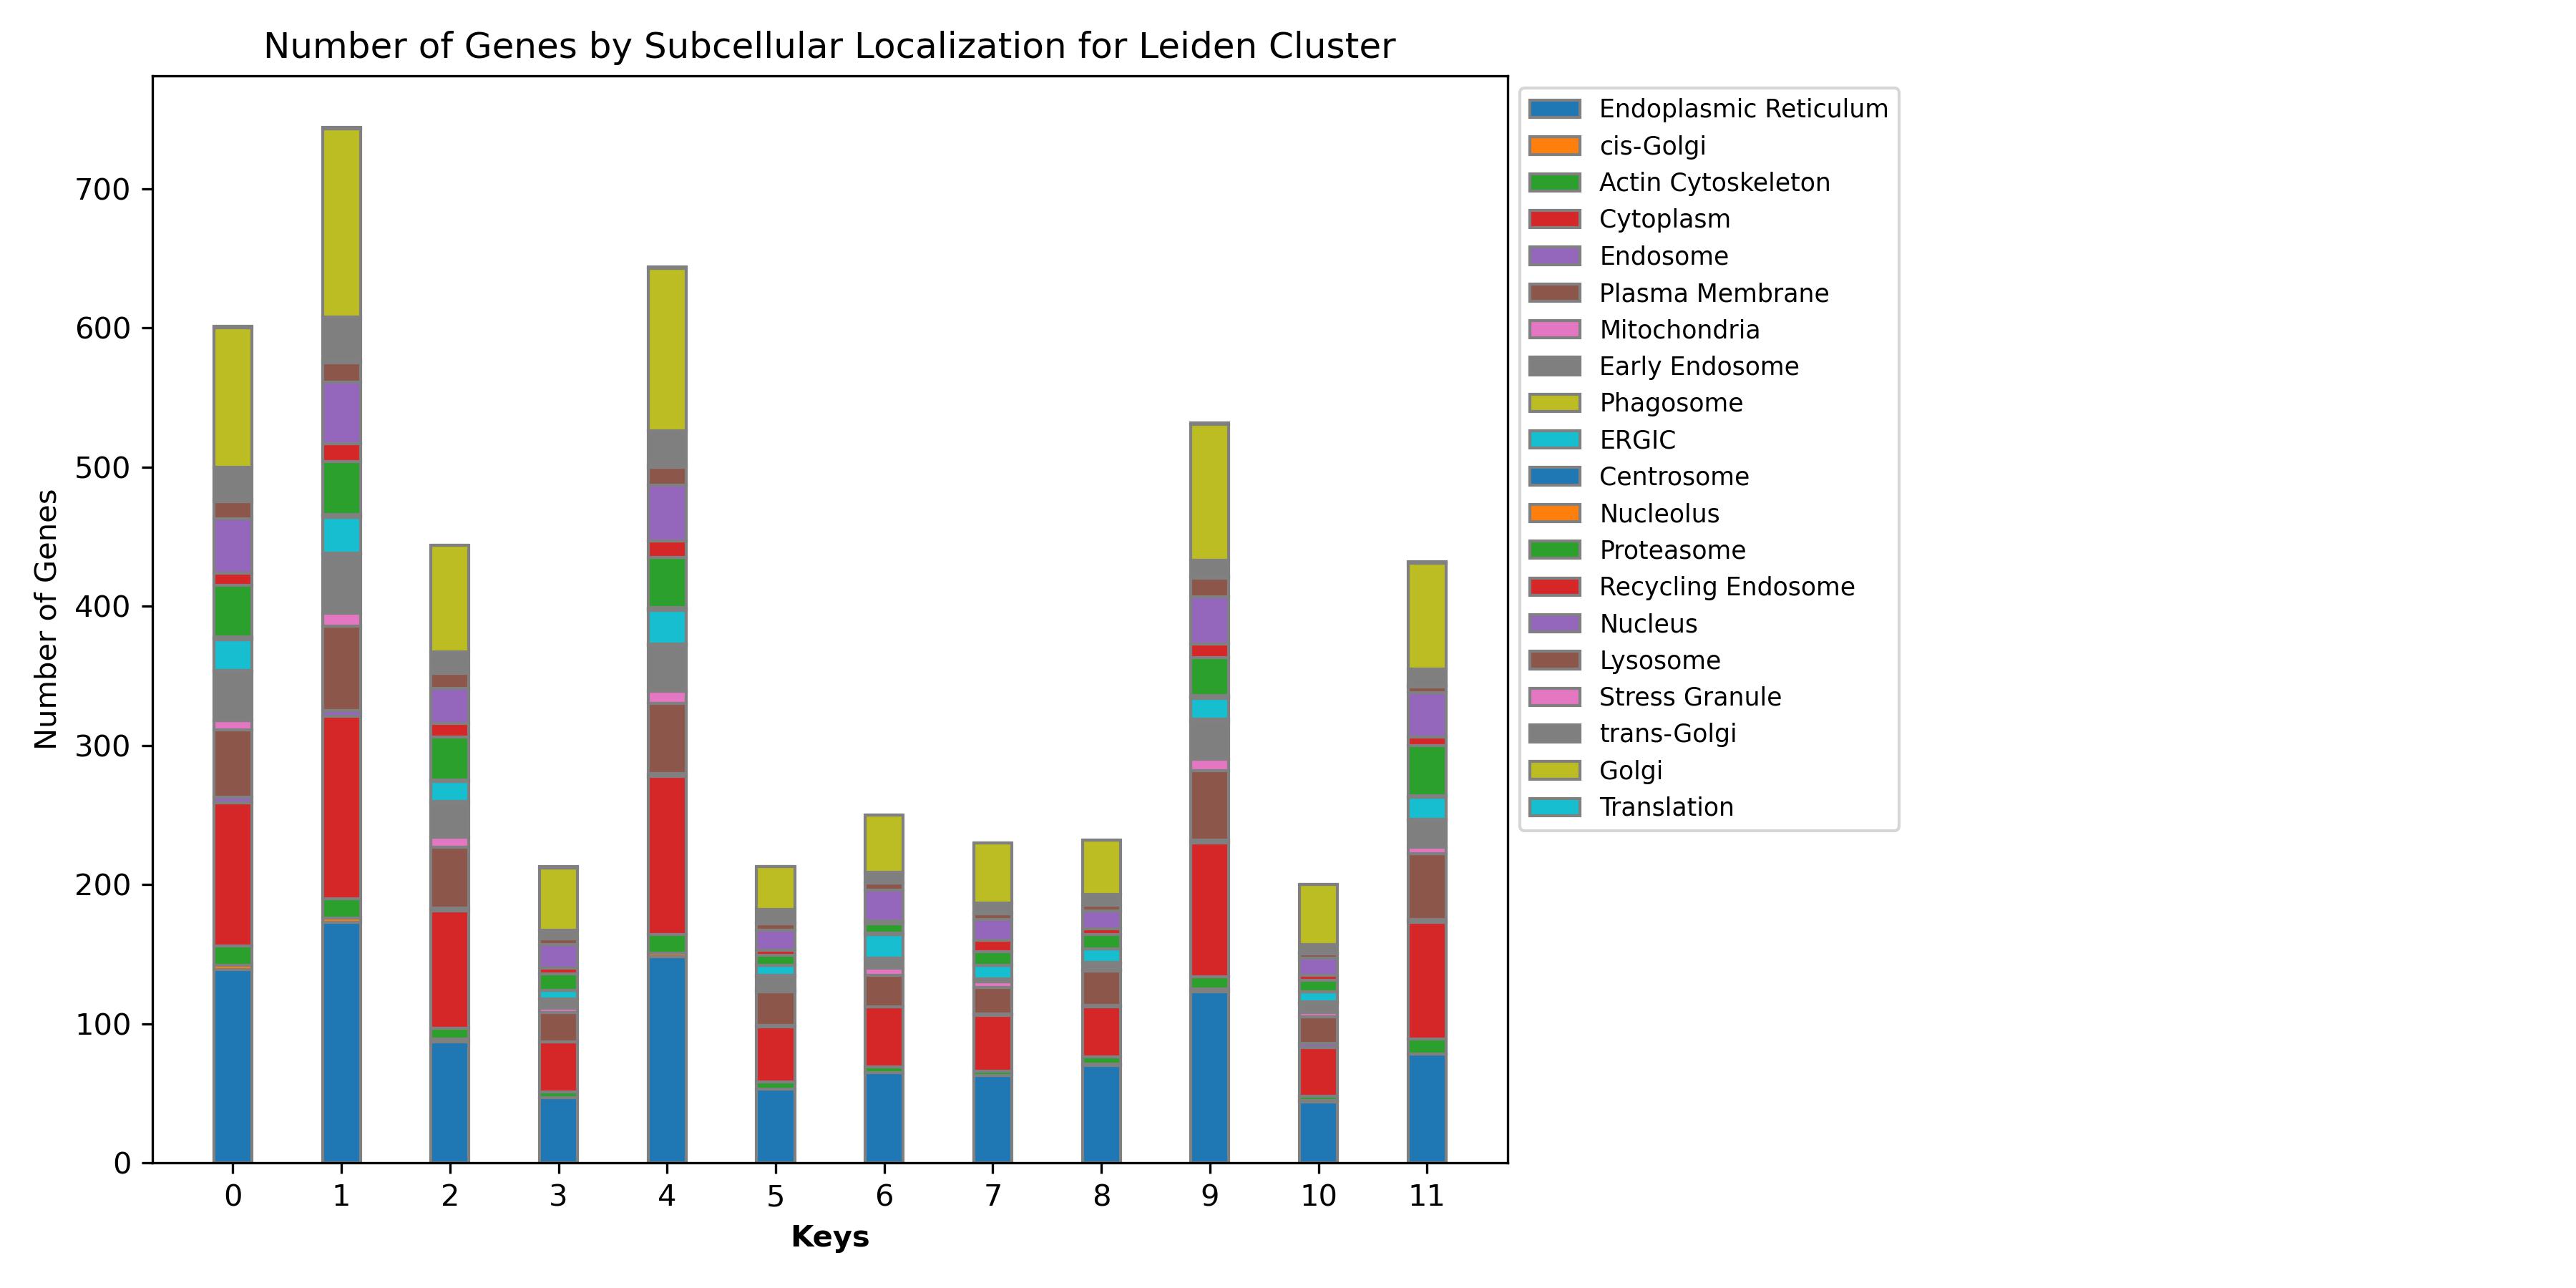 Number of Genes by Subcellular Localization for Leiden Cluster
Number of Genes
700
600
500
400
300
200
100
0
0 1 2 3 4 5 6 7 8 9 10 11
Keys
Endoplasmic Reticulum
cis-Golgi
Actin Cytoskeleton
Cytoplasm
Endosome
Plasma Membrane
Mitochondria
Early Endosome
Phagosome
ERGIC
Centrosome
Nucleolus
Proteasome
Recycling Endosome
Nucleus
Lysosome
Stress Granule
trans-Golgi
Golgi
Translation